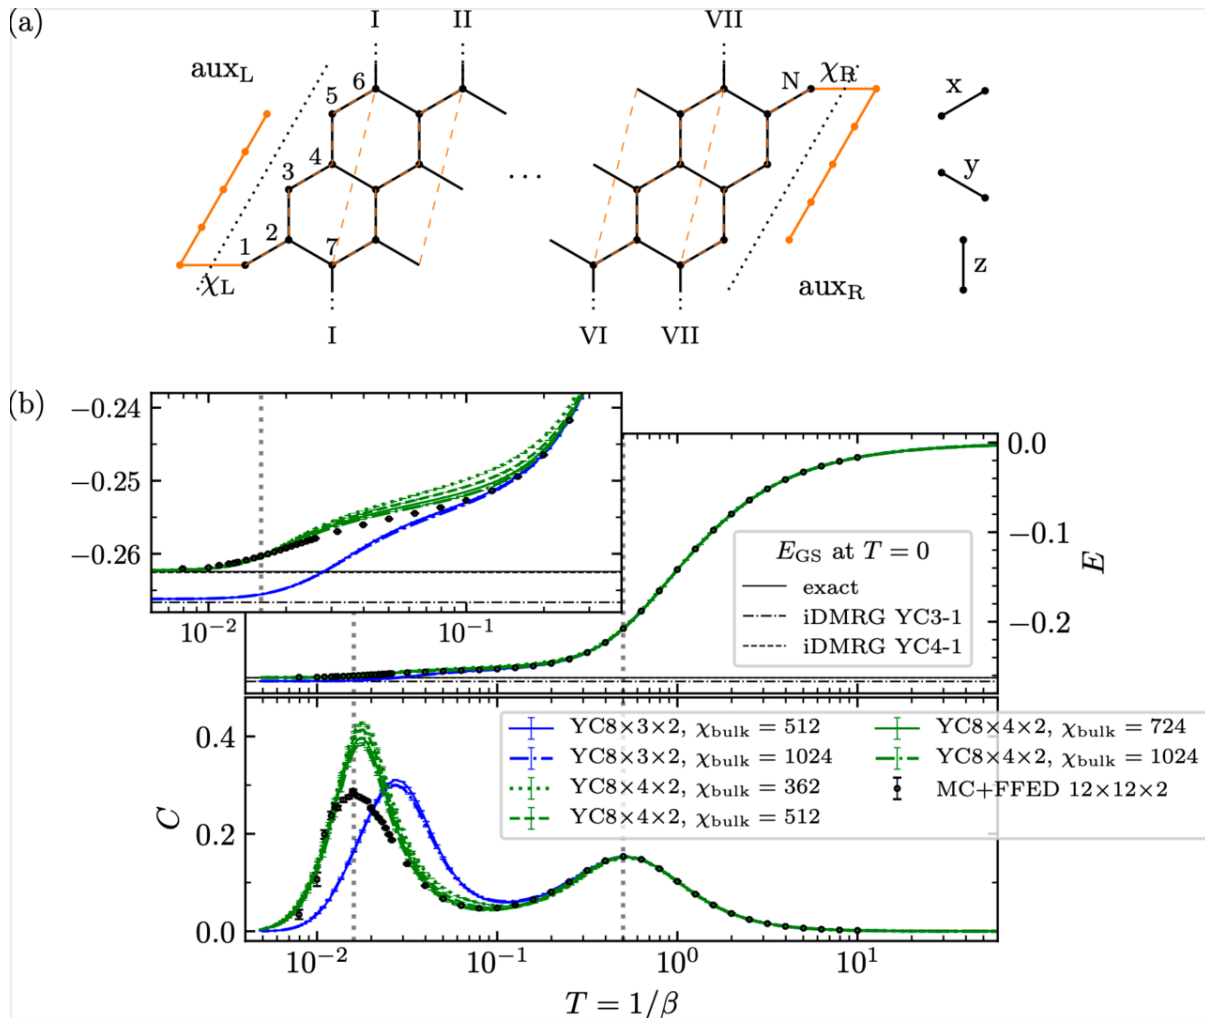 (a)
I II VII
aux_L
6 N χ_R x
5
4
3 y
...
2 7
1 z
χ_L aux_R
I VI VII
(b)
−0.24
−0.25
−0.26
10⁻² 10⁻¹
0.0
−0.1
−0.2
E
E_GS at T = 0
exact
iDMRG YC3-1
iDMRG YC4-1
0.4
0.2
0.0
C
YC8×3×2, χ_bulk = 512
YC8×3×2, χ_bulk = 1024
YC8×4×2, χ_bulk = 362
YC8×4×2, χ_bulk = 512
YC8×4×2, χ_bulk = 724
YC8×4×2, χ_bulk = 1024
MC+FFED 12×12×2
10⁻² 10⁻¹ 10⁰ 10¹
T = 1/β